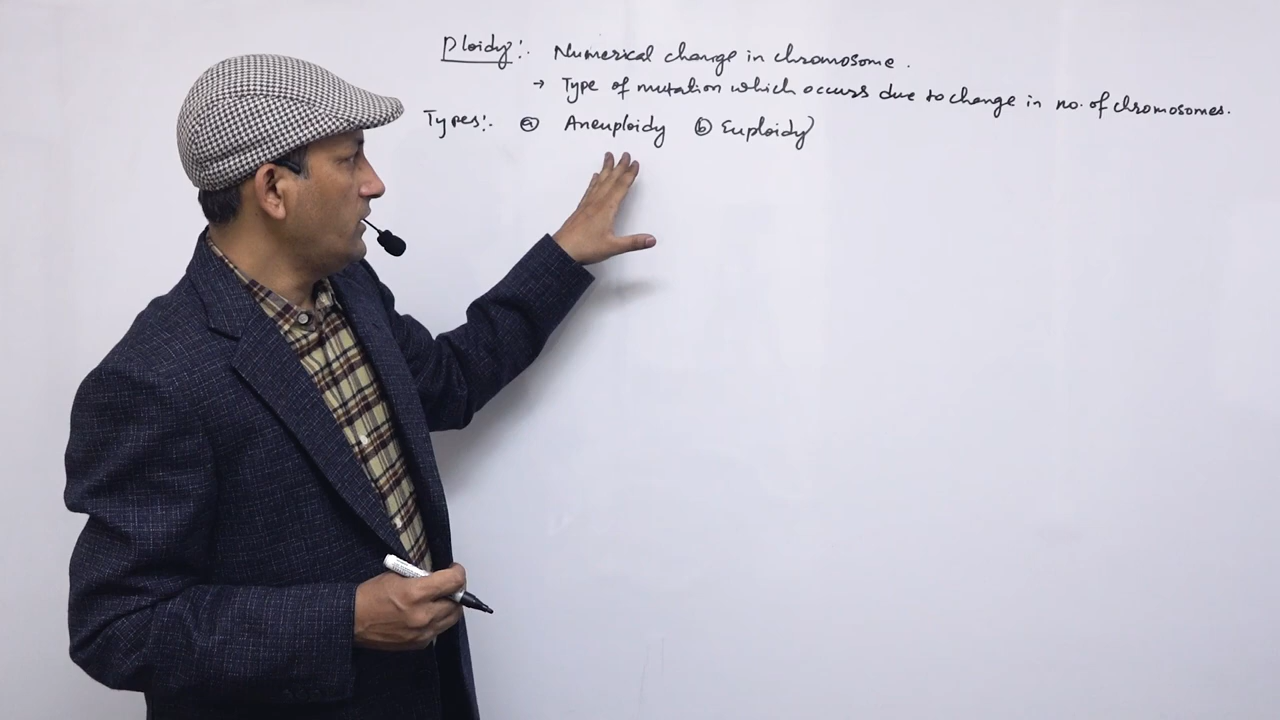 Ploidy:- Numerical change in chromosome.
→ Type of mutation which occurs due to change in no. of chromosomes.
Types:- ⓐ Aneuploidy ⓑ Euploidy